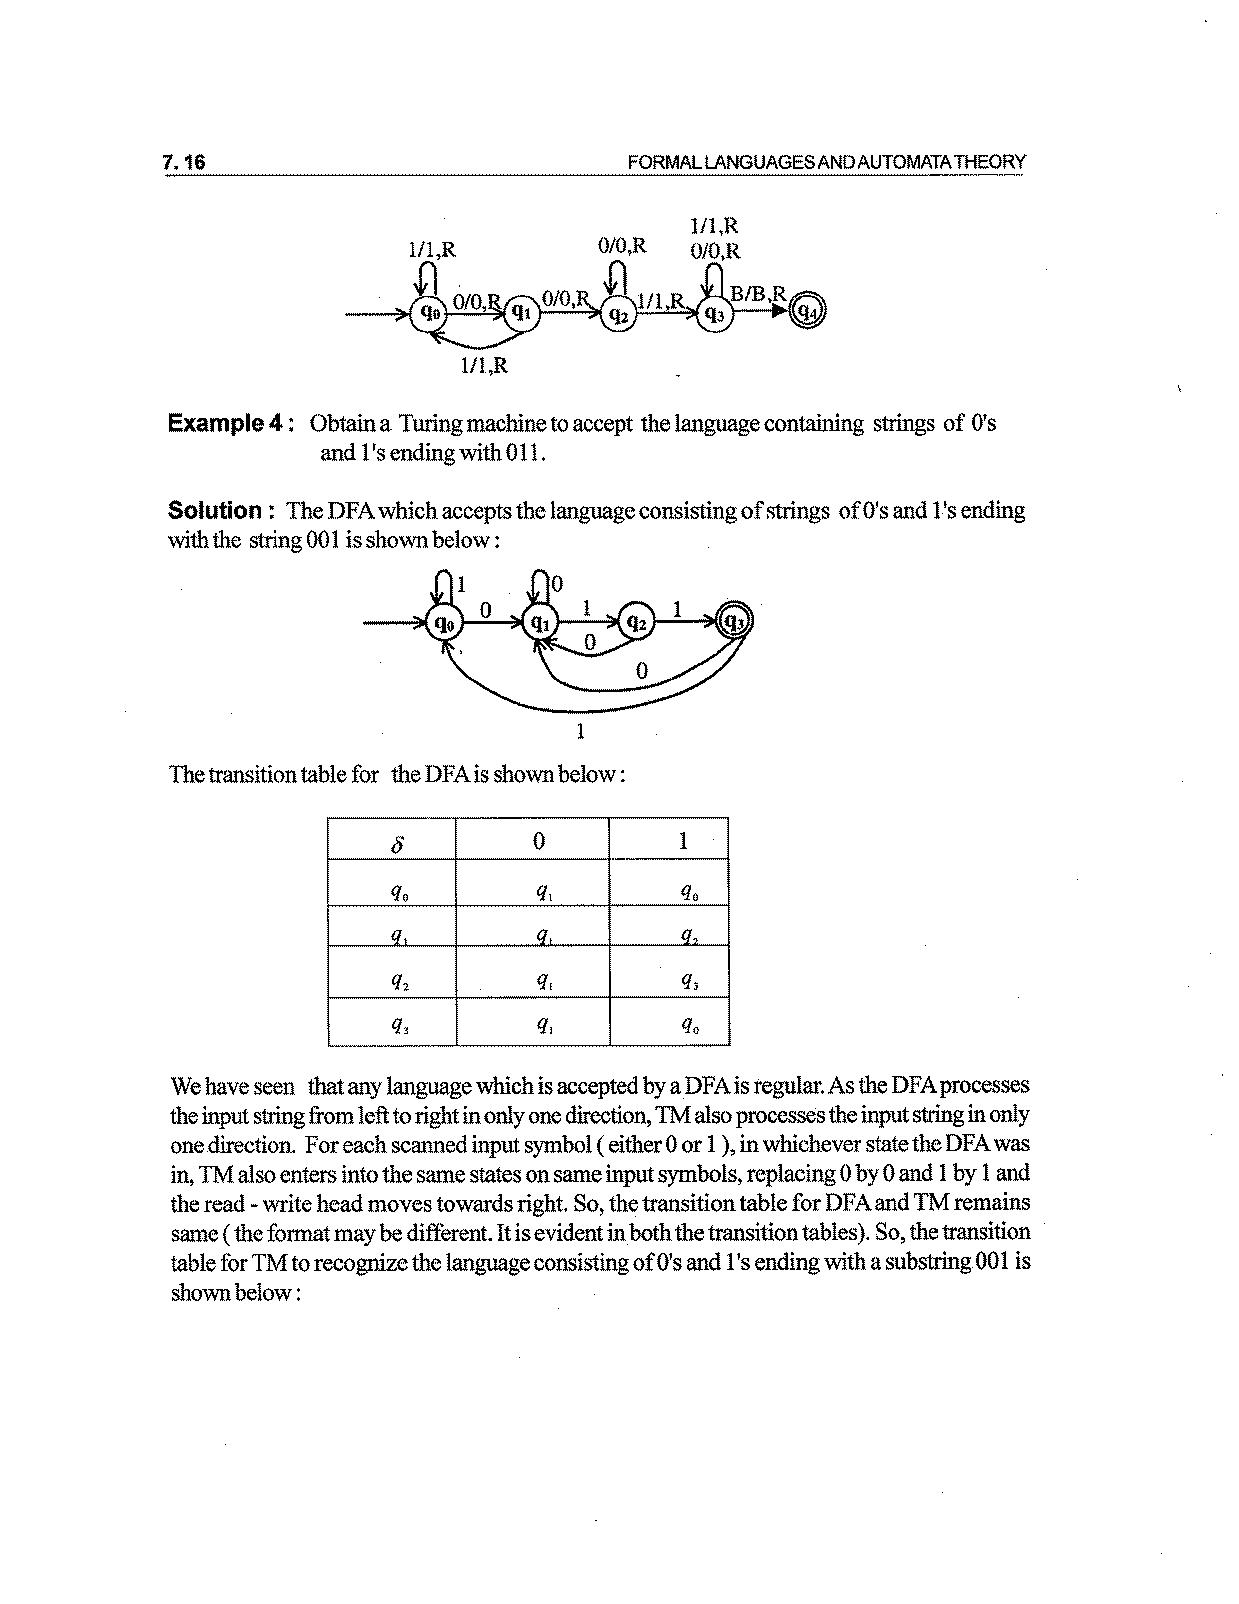 7. 16 FORMAL LANGUAGES AND AUTOMATA THEORY
1/1,R
1/1,R 0/0,R 0/0,R
0/0,R 0/0,R 1/1,R B/B,R
q0 q1 q2 q3 q4
1/1,R
Example 4 : Obtain a Turing machine to accept the language containing strings of 0's
and 1's ending with 011.
Solution : The DFA which accepts the language consisting of strings of 0's and 1's ending
with the string 001 is shown below :
1 0
0 1 1
q0 q1 q2 q3
0
0
1
The transition table for the DFA is shown below :
δ 0 1
q0 q1 q0
q1 q1 q2
q2 q1 q3
q3 q1 q0
We have seen that any language which is accepted by a DFA is regular. As the DFA processes
the input string from left to right in only one direction, TM also processes the input string in only
one direction. For each scanned input symbol ( either 0 or 1 ), in whichever state the DFA was
in, TM also enters into the same states on same input symbols, replacing 0 by 0 and 1 by 1 and
the read - write head moves towards right. So, the transition table for DFA and TM remains
same ( the format may be different. It is evident in both the transition tables). So, the transition
table for TM to recognize the language consisting of 0's and 1's ending with a substring 001 is
shown below :